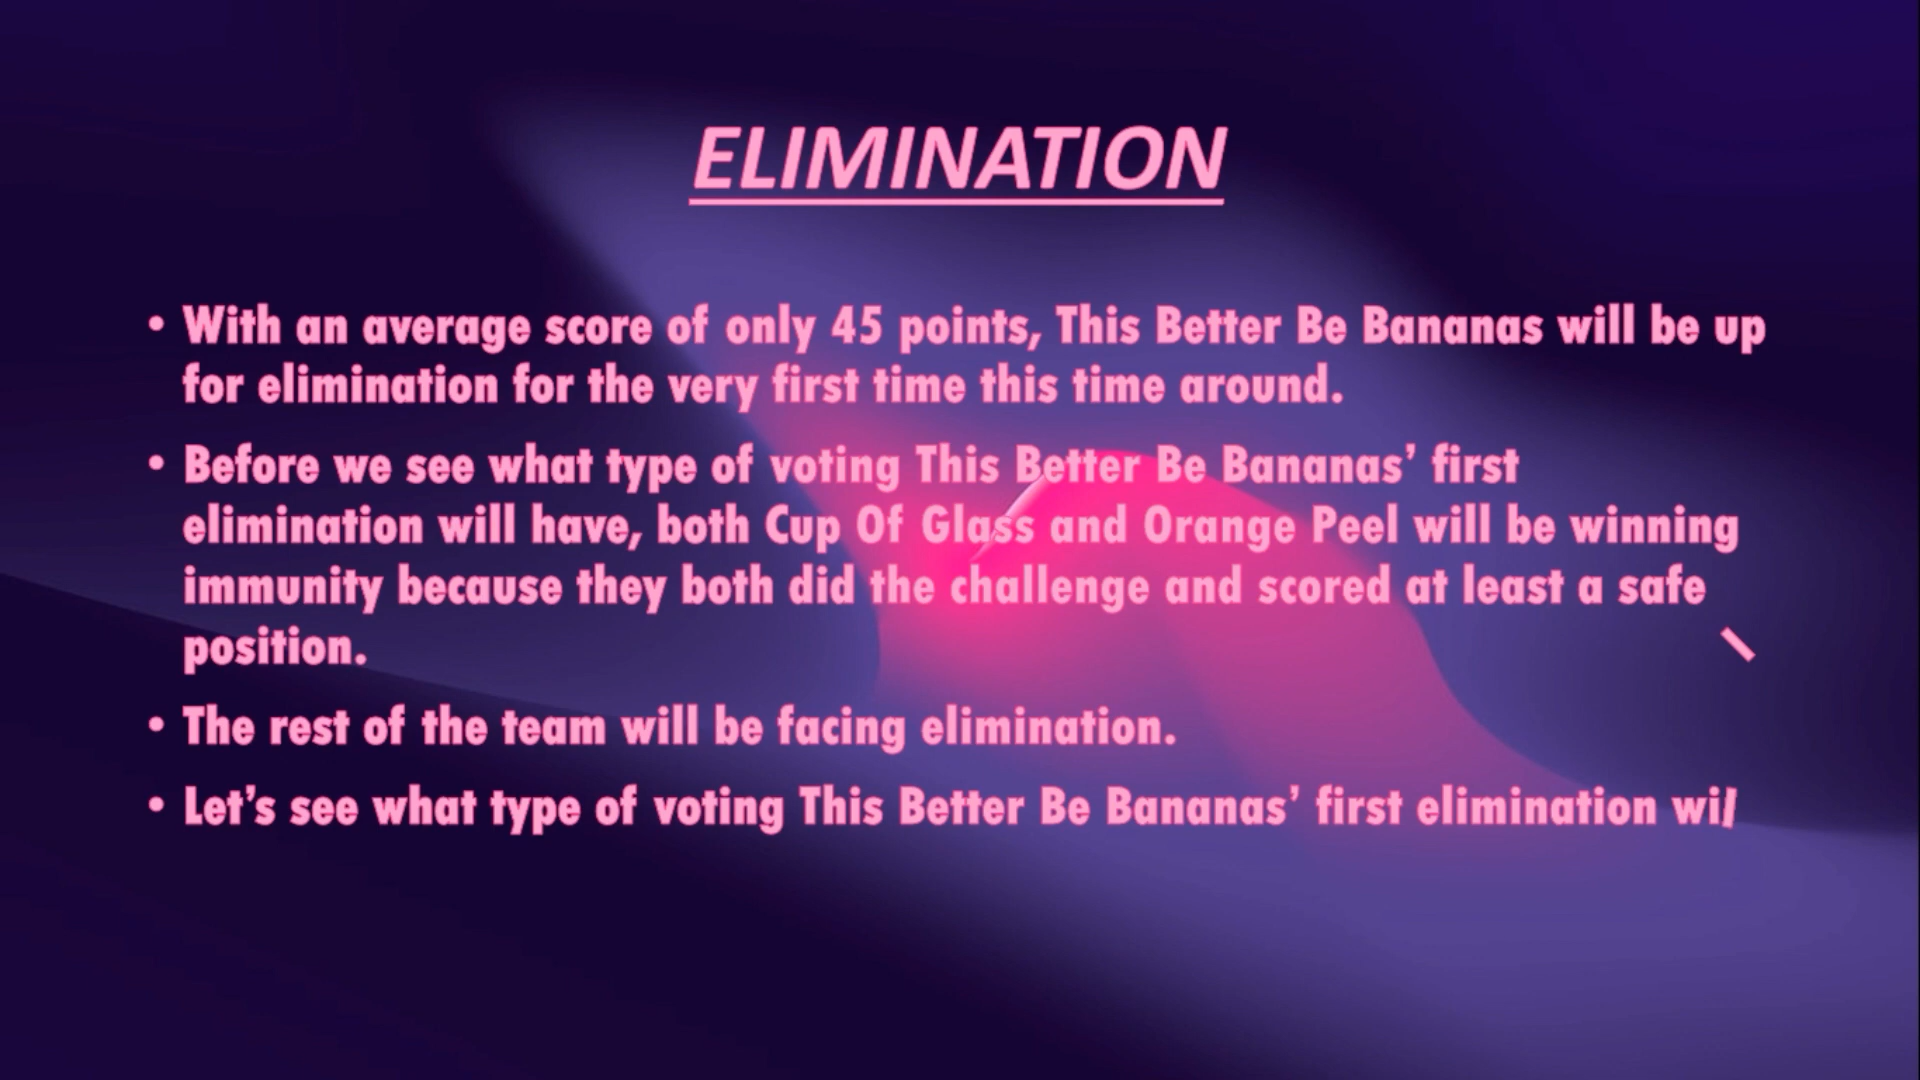 ELIMINATION
• With an average score of only 45 points, This Better Be Bananas will be up
for elimination for the very first time this time around.
• Before we see what type of voting This Better Be Bananas’ first
elimination will have, both Cup Of Glass and Orange Peel will be winning
immunity because they both did the challenge and scored at least a safe
position.
• The rest of the team will be facing elimination.
• Let’s see what type of voting This Better Be Bananas’ first elimination wil